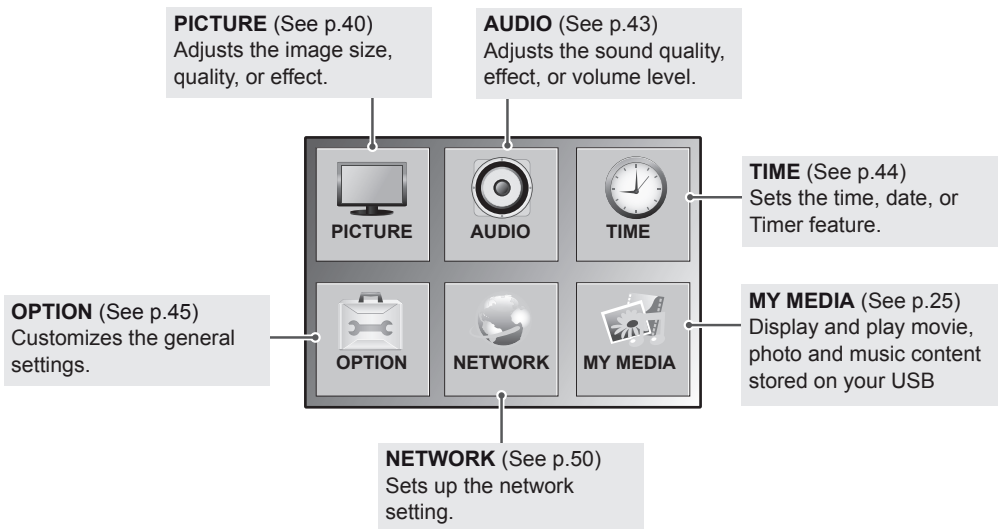 PICTURE (See p.40)
Adjusts the image size,
quality, or effect.
AUDIO (See p.43)
Adjusts the sound quality,
effect, or volume level.
PICTURE
AUDIO
TIME
TIME (See p.44)
Sets the time, date, or
Timer feature.
OPTION (See p.45)
Customizes the general
settings.
OPTION
NETWORK
MY MEDIA
MY MEDIA (See p.25)
Display and play movie,
photo and music content
stored on your USB
NETWORK (See p.50)
Sets up the network
setting.